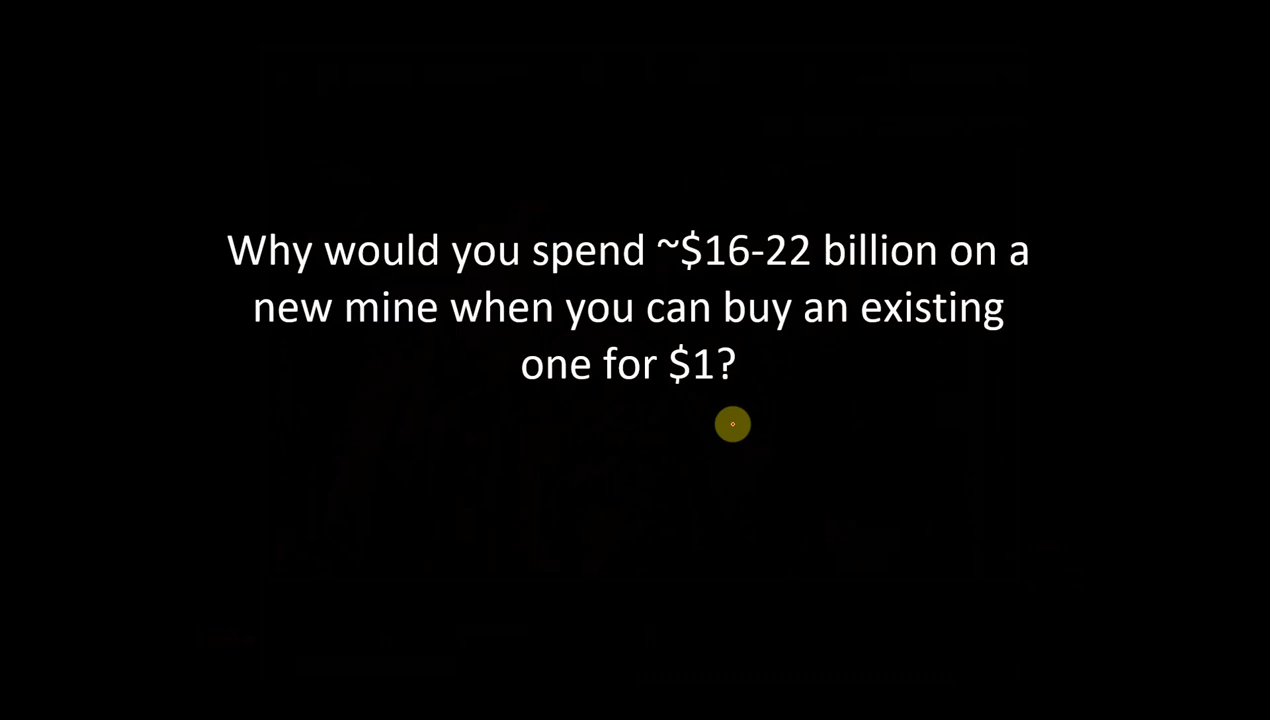 Why would you spend ~$16-22 billion on a
new mine when you can buy an existing
one for $1?